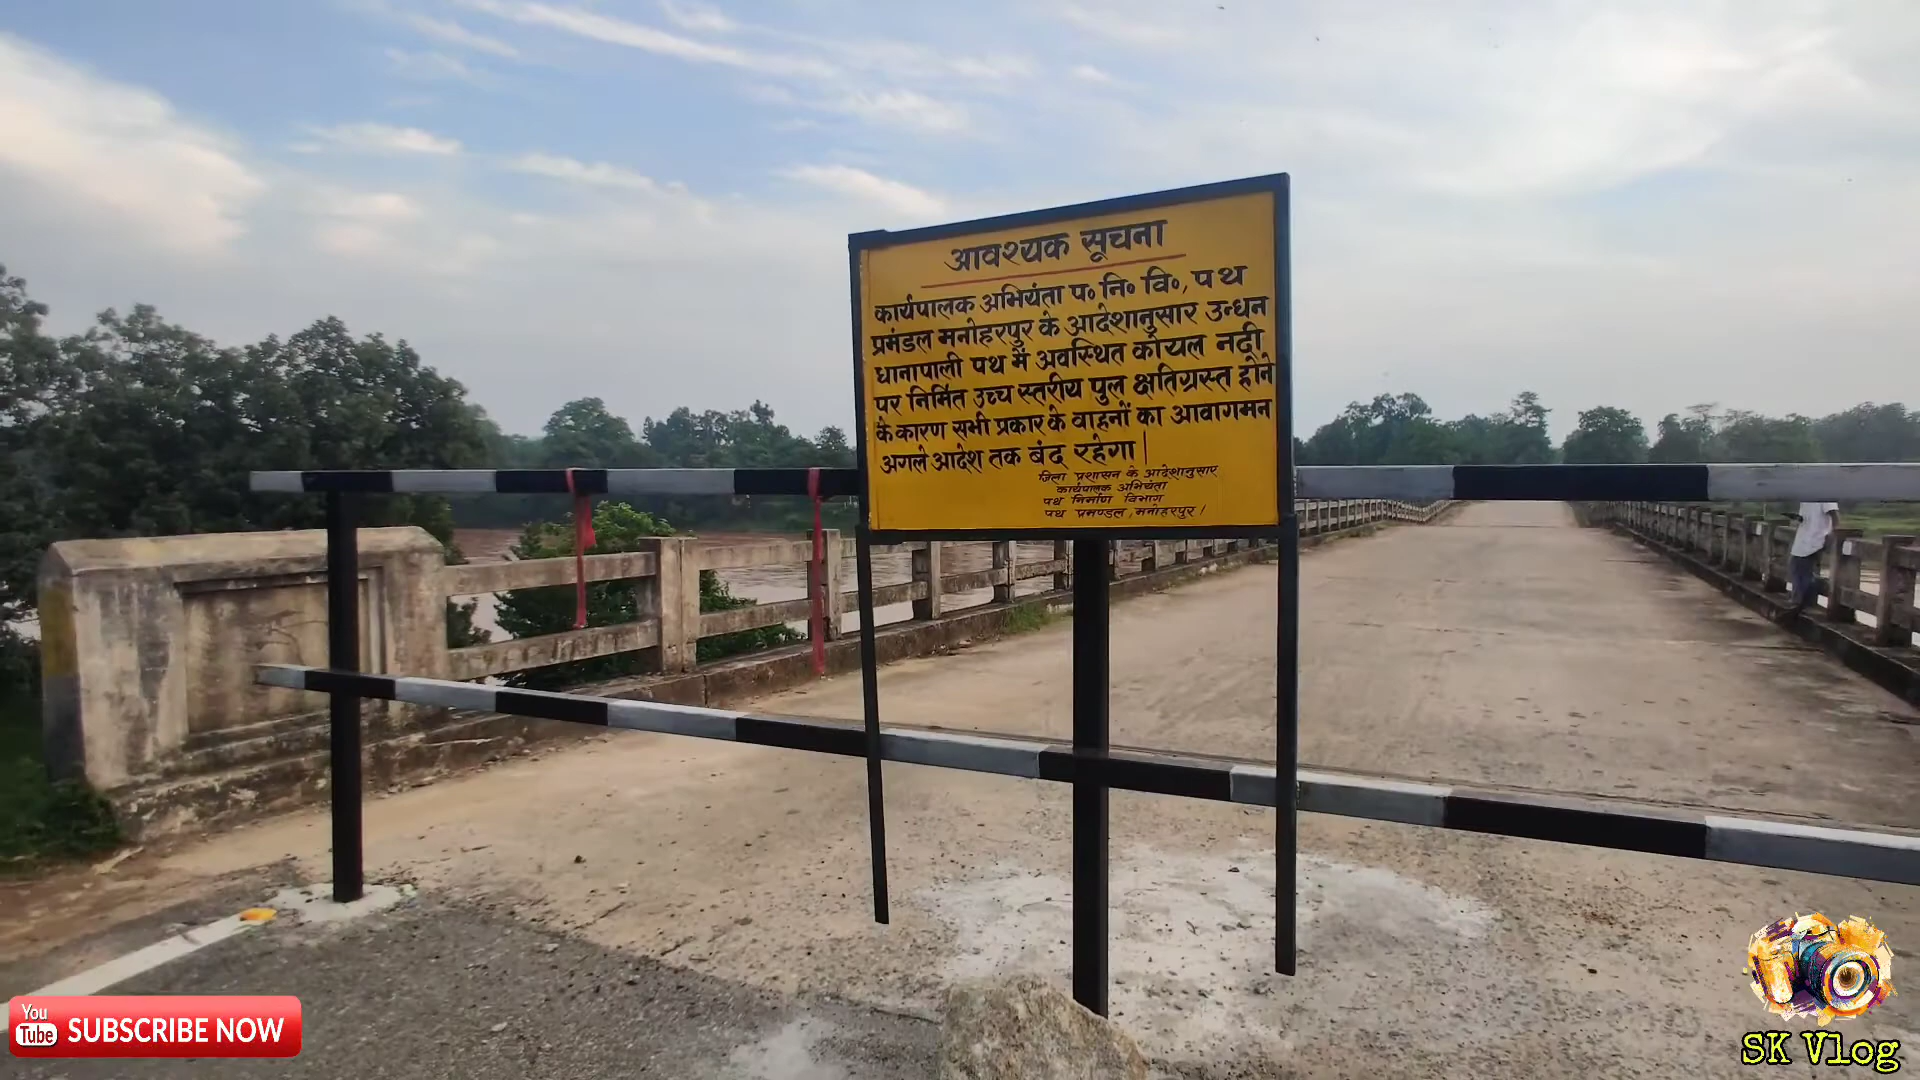 आवश्यक सूचना
कार्यपालक अभियंता प० नि० वि०, पथ
प्रमंडल मनोहरपुर के आदेशानुसार उन्धन
धानापाली पथ में अवस्थित कोयल नदी
पर निर्मित उच्च स्तरीय पुल क्षतिग्रस्त होने
के कारण सभी प्रकार के वाहनों का आवागमन
अगले आदेश तक बंद रहेगा|
जिला प्रशासन के आदेशानुसार
कार्यपालक अभियंता
पथ निर्माण विभाग
पथ प्रमण्डल, मनोहरपुर/
You
Tube SUBSCRIBE NOW
SK Vlog